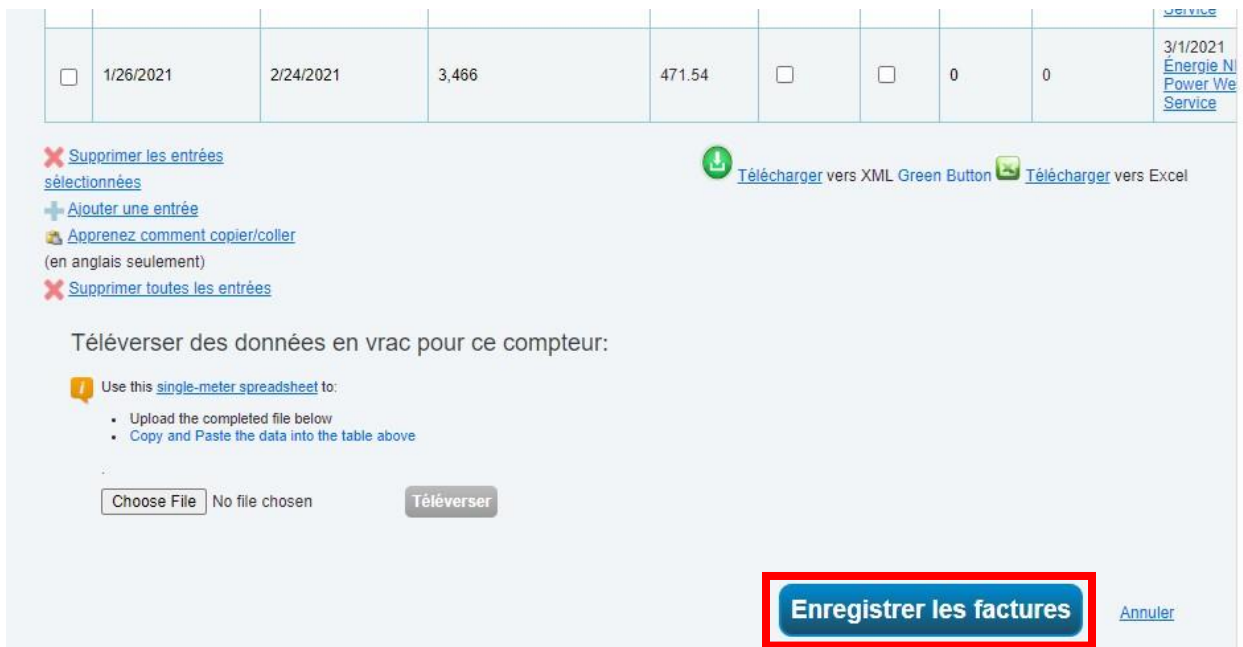 Service
1/26/2021 2/24/2021 3,466 471.54 0 0 3/1/2021
Énergie
Power
Service
Supprimer les entrées
sélectionnées
Télécharger vers XML Green Button Télécharger vers Excel
Ajouter une entrée
Apprenez comment copier/coller
(en anglais seulement)
Supprimer toutes les entrées
Téléverser des données en vrac pour ce compteur:
Use this single-meter spreadsheet to:
• Upload the completed file below
• Copy and Paste the data into the table above
.
Choose File No file chosen Téléverser
Enregistrer les factures Annuler